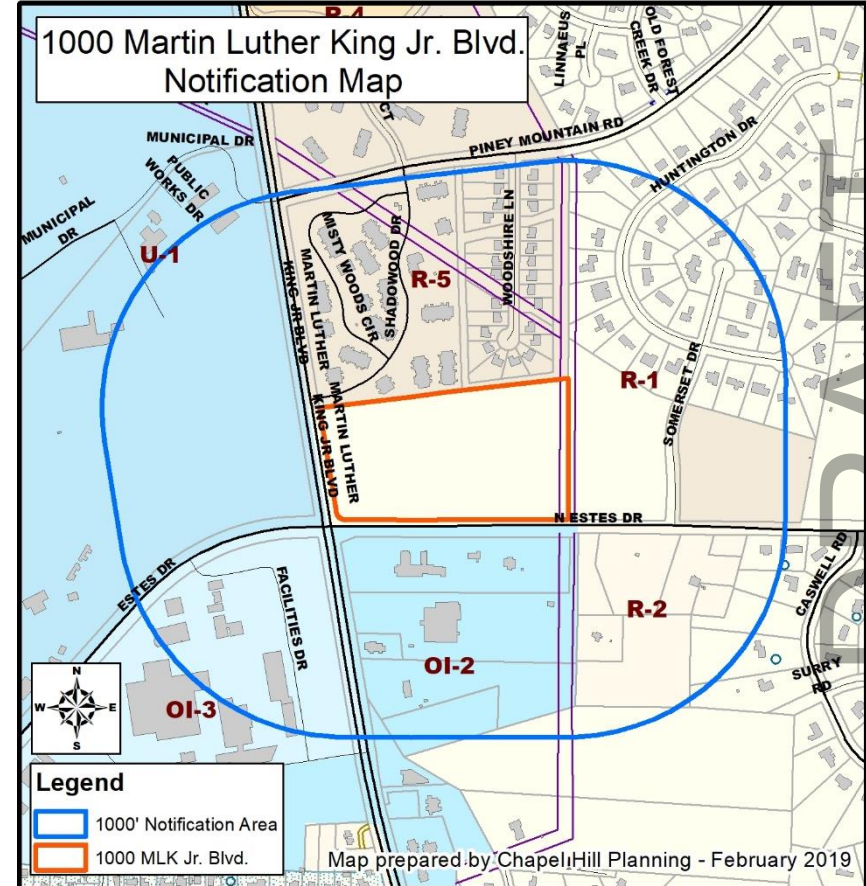 R-4
1000 Martin Luther King Jr. Blvd.
Notification Map
LINNAEUS
PL
OLD FOREST
CREEK DR
CT
PINEY MOUNTAIN RD
HUNTINGTON DR
MUNICIPAL DR
PUBLIC
WORKS DR
MUNICIPAL
DR
U-1
MISTY WOODS CIR
SHADOWOOD DR
R-5
WOODSHIRE LN
MARTIN LUTHER
KING JR BLVD
R-1
SOMERSET DR
MARTIN LUTHER
KING JR BLVD
N ESTES DR
ESTES DR
FACILITIES DR
CASWELL RD
R-2
OI-2
SURRY
RD
OI-3
N
W E
S
Legend
1000' Notification Area
1000 MLK Jr. Blvd.
Map prepared by Chapel Hill Planning - February 2019